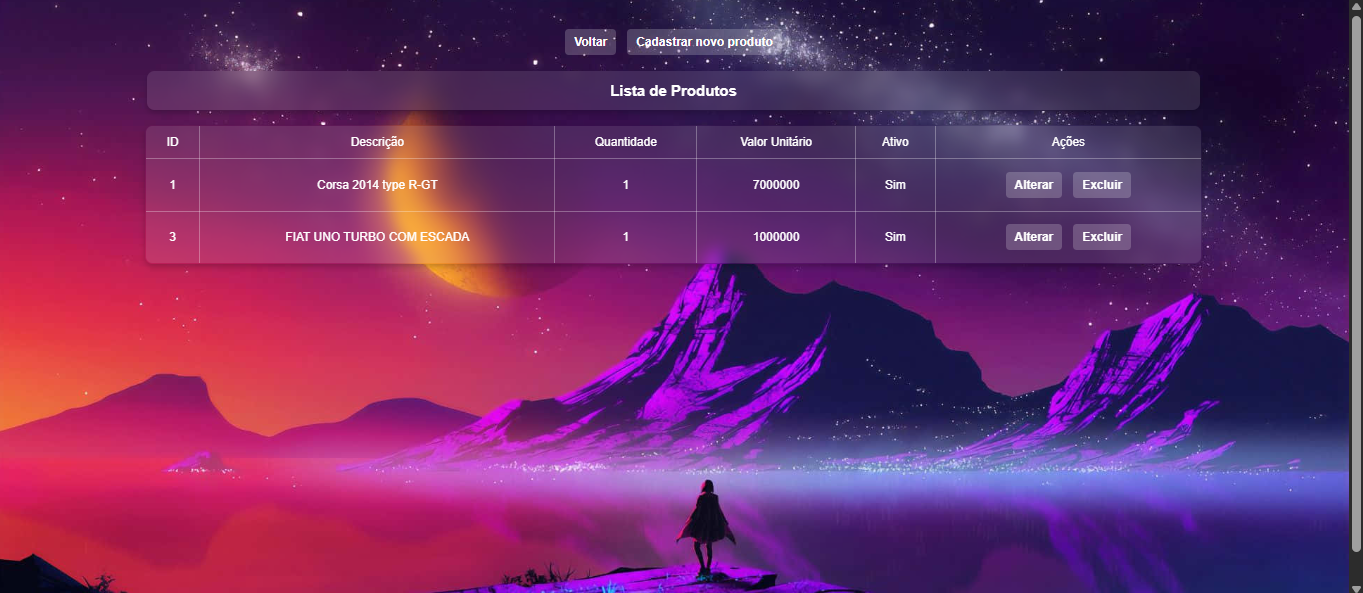 Voltar Cadastrar novo produto
Lista de Produtos
ID Descrição Quantidade Valor Unitário Ativo Ações
1 Corsa 2014 type R-GT 1 7000000 Sim Alterar Excluir
3 FIAT UNO TURBO COM ESCADA 1 1000000 Sim Alterar Excluir